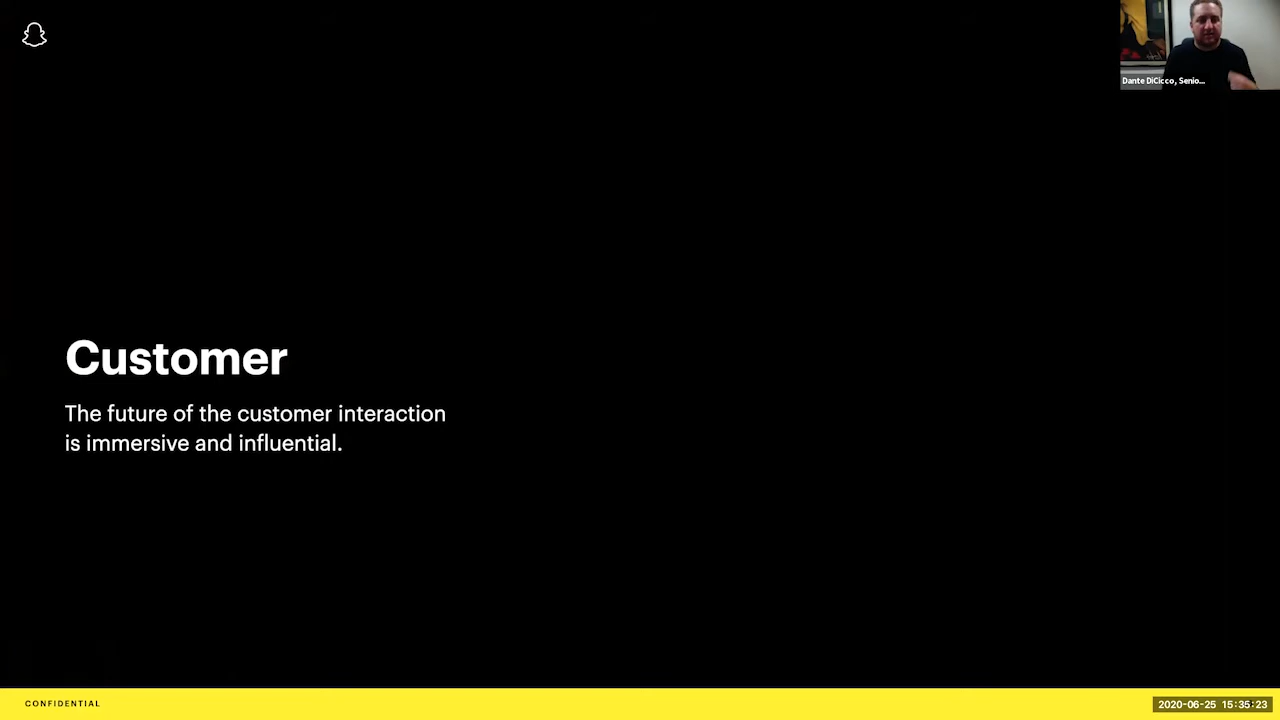 Dante DiCicco, Senio...
Customer
The future of the customer interaction
is immersive and influential.
CONFIDENTIAL
2020-06-25 15:35:23